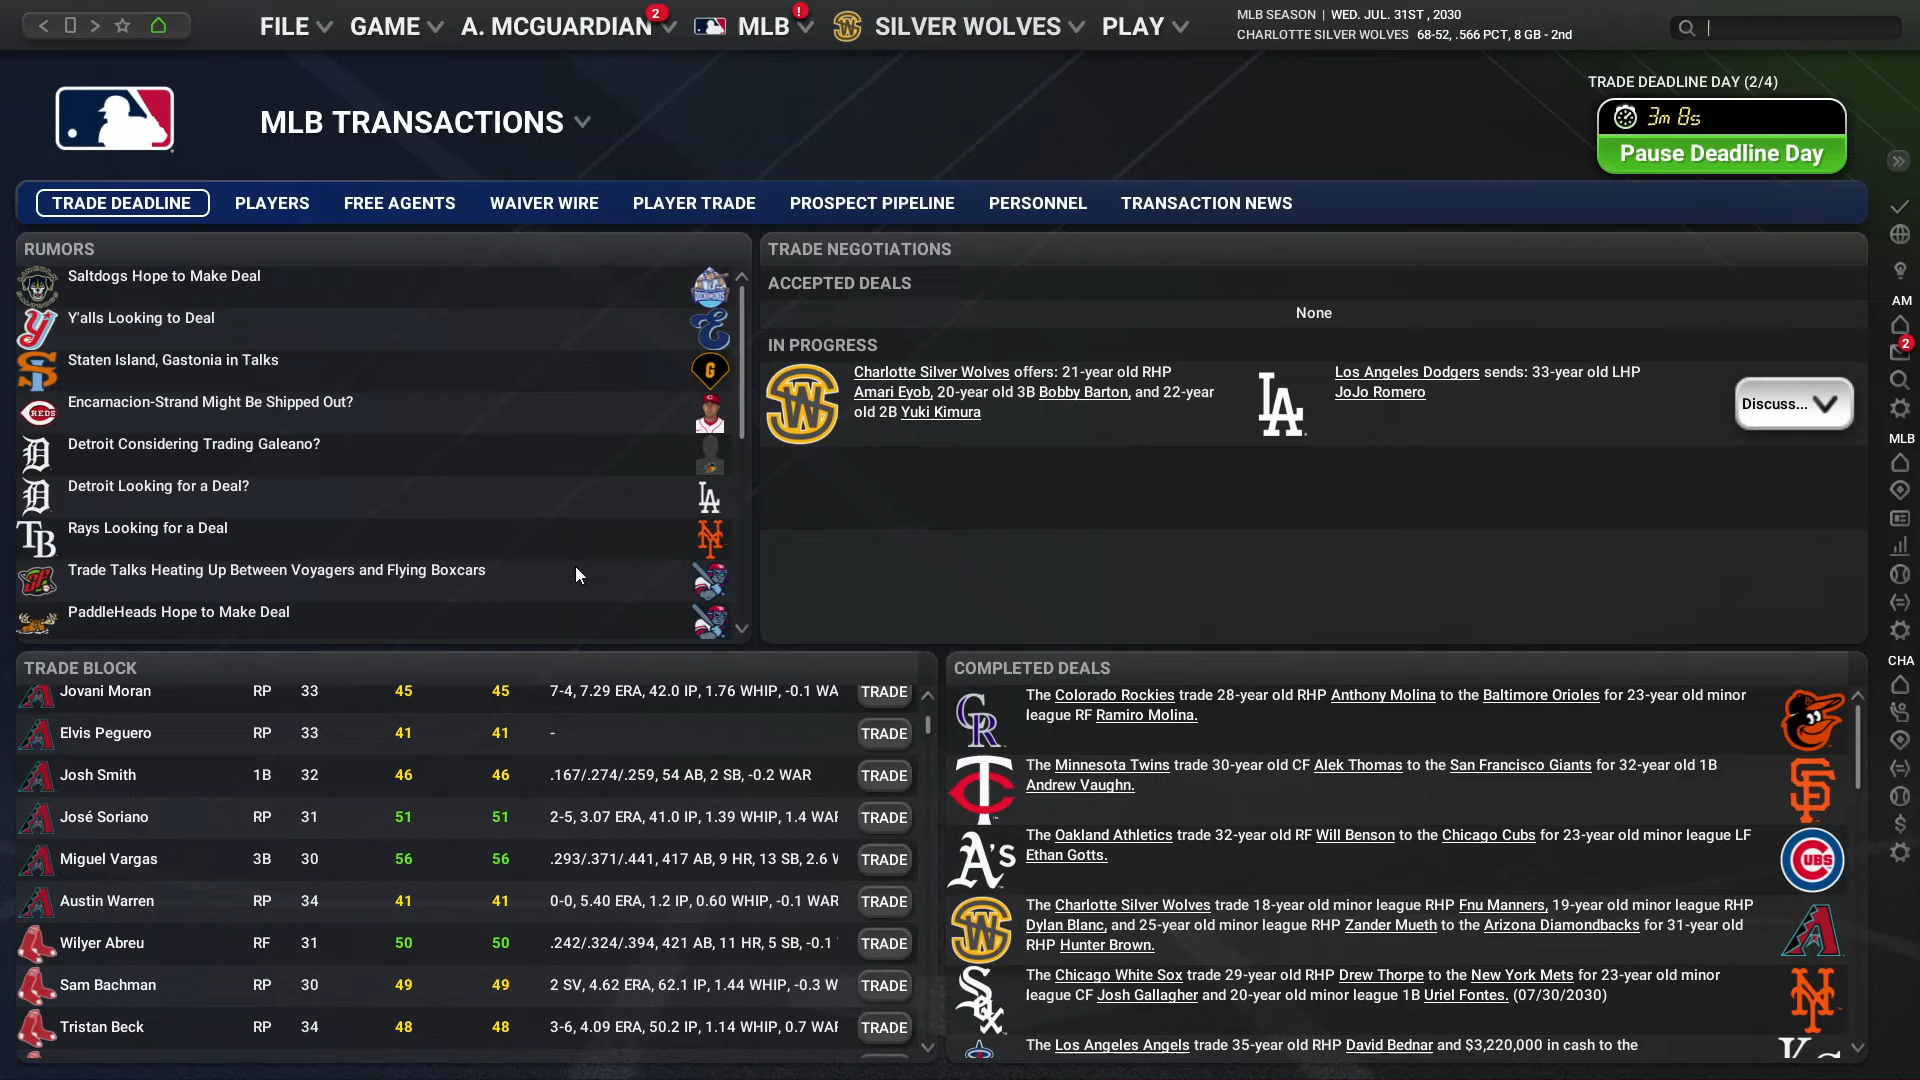 FILE GAME A. MCGUARDIAN 2 MLB ! SILVER WOLVES PLAY
MLB SEASON | WED. JUL. 31ST , 2030
CHARLOTTE SILVER WOLVES 68-52, .566 PCT, 8 GB - 2nd
MLB TRANSACTIONS
TRADE DEADLINE DAY (2/4)
3m 8s
Pause Deadline Day
TRADE DEADLINE PLAYERS FREE AGENTS WAIVER WIRE PLAYER TRADE PROSPECT PIPELINE PERSONNEL TRANSACTION NEWS
RUMORS
Saltdogs Hope to Make Deal
Y'alls Looking to Deal
Staten Island, Gastonia in Talks
Encarnacion-Strand Might Be Shipped Out?
Detroit Considering Trading Galeano?
Detroit Looking for a Deal?
Rays Looking for a Deal
Trade Talks Heating Up Between Voyagers and Flying Boxcars
PaddleHeads Hope to Make Deal
TRADE NEGOTIATIONS
ACCEPTED DEALS
None
IN PROGRESS
Charlotte Silver Wolves offers: 21-year old RHP
Amari Eyob, 20-year old 3B Bobby Barton, and 22-year
old 2B Yuki Kimura
Los Angeles Dodgers sends: 33-year old LHP
JoJo Romero
Discuss...
TRADE BLOCK
Jovani Moran RP 33 45 45 7-4, 7.29 ERA, 42.0 IP, 1.76 WHIP, -0.1 WA TRADE
Elvis Peguero RP 33 41 41 - TRADE
Josh Smith 1B 32 46 46 .167/.274/.259, 54 AB, 2 SB, -0.2 WAR TRADE
José Soriano RP 31 51 51 2-5, 3.07 ERA, 41.0 IP, 1.39 WHIP, 1.4 WAR TRADE
Miguel Vargas 3B 30 56 56 .293/.371/.441, 417 AB, 9 HR, 13 SB, 2.6 W TRADE
Austin Warren RP 34 41 41 0-0, 5.40 ERA, 1.2 IP, 0.60 WHIP, -0.1 WAR TRADE
Wilyer Abreu RF 31 50 50 .242/.324/.394, 421 AB, 11 HR, 5 SB, -0.1 TRADE
Sam Bachman RP 30 49 49 2 SV, 4.62 ERA, 62.1 IP, 1.44 WHIP, -0.3 W TRADE
Tristan Beck RP 34 48 48 3-6, 4.09 ERA, 50.2 IP, 1.14 WHIP, 0.7 WAR TRADE
COMPLETED DEALS
The Colorado Rockies trade 28-year old RHP Anthony Molina to the Baltimore Orioles for 23-year old minor
league RF Ramiro Molina.
The Minnesota Twins trade 30-year old CF Alek Thomas to the San Francisco Giants for 32-year old 1B
Andrew Vaughn.
The Oakland Athletics trade 32-year old RF Will Benson to the Chicago Cubs for 23-year old minor league LF
Ethan Gotts.
The Charlotte Silver Wolves trade 18-year old minor league RHP Fnu Manners, 19-year old minor league RHP
Dylan Blanc, and 25-year old minor league RHP Zander Mueth to the Arizona Diamondbacks for 31-year old
RHP Hunter Brown.
The Chicago White Sox trade 29-year old RHP Drew Thorpe to the New York Mets for 23-year old minor
league CF Josh Gallagher and 20-year old minor league 1B Uriel Fontes. (07/30/2030)
The Los Angeles Angels trade 35-year old RHP David Bednar and $3,220,000 in cash to the
AM
2
MLB
CHA